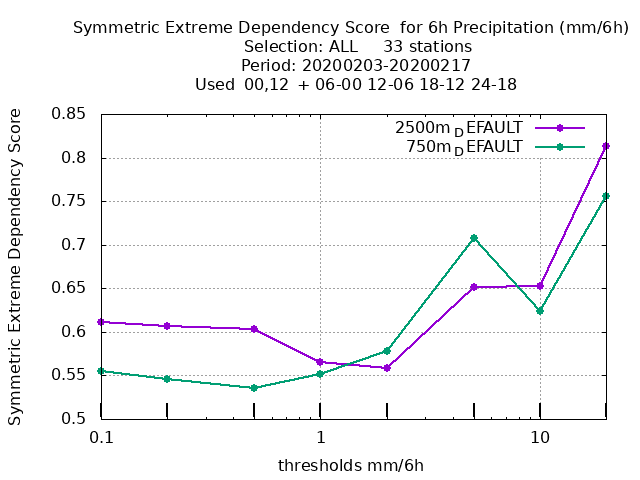 Symmetric Extreme Dependency Score  for 6h Precipitation (mm/6h)
Selection: ALL     33 stations
Period: 20200203-20200217
Used  00,12  + 06-00 12-06 18-12 24-18
Symmetric Extreme Dependency Score
0.85
0.8
0.75
0.7
0.65
0.6
0.55
0.5
2500mDEFAULT
750mDEFAULT
0.1
1
10
thresholds mm/6h